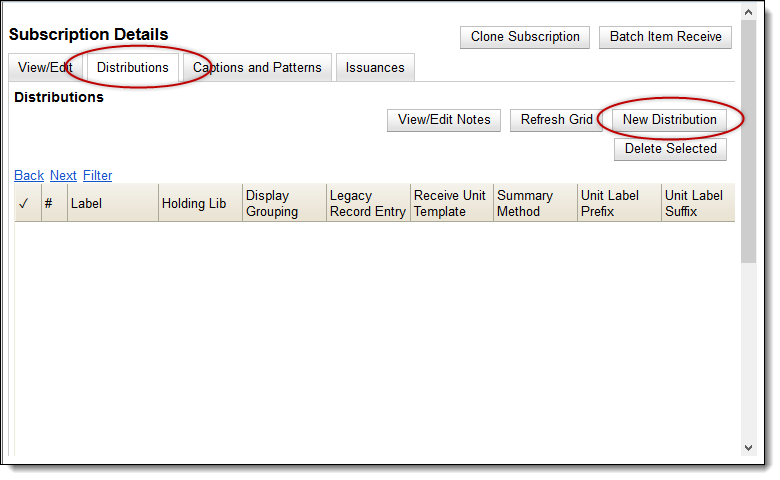 Subscription Details
Clone Subscription Batch Item Receive
View/Edit Distributions Captions and Patterns Issuances
Distributions
View/Edit Notes Refresh Grid New Distribution
Delete Selected
Back Next Filter
✓ # Label Holding Lib Display Grouping Legacy Record Entry Receive Unit Template Summary Method Unit Label Prefix Unit Label Suffix